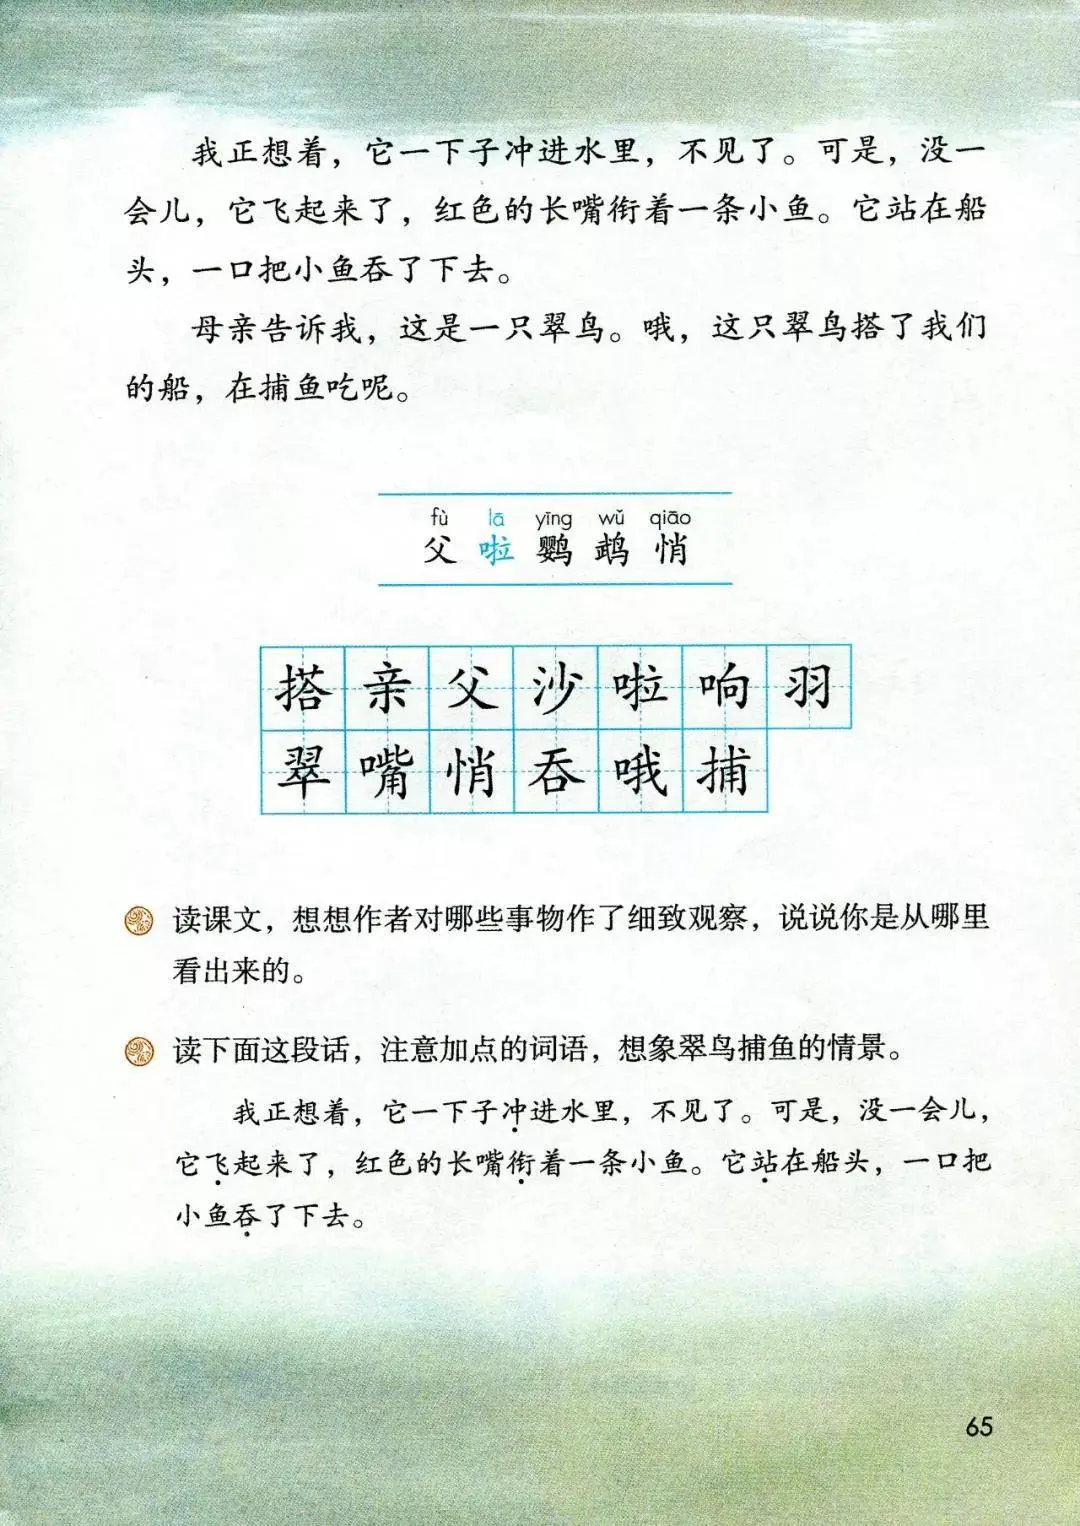 我正想着，它一下子冲进水里，不见了。可是，没一
会儿，它飞起来了，红色的长嘴衔着一条小鱼。它站在船
头，一口把小鱼吞了下去。
母亲告诉我，这是一只翠鸟。哦，这只翠鸟搭了我们
的船，在捕鱼吃呢。
fù lā yīng wǔ qiāo
父 啦 鹦 鹉 悄
搭 亲 父 沙 啦 响 羽
翠 嘴 悄 吞 哦 捕
读课文，想想作者对哪些事物作了细致观察，说说你是从哪里
看出来的。
读下面这段话，注意加点的词语，想象翠鸟捕鱼的情景。
我正想着，它一下子冲进水里，不见了。可是，没一会儿，
它飞起来了，红色的长嘴衔着一条小鱼。它站在船头，一口把
小鱼吞了下去。
65